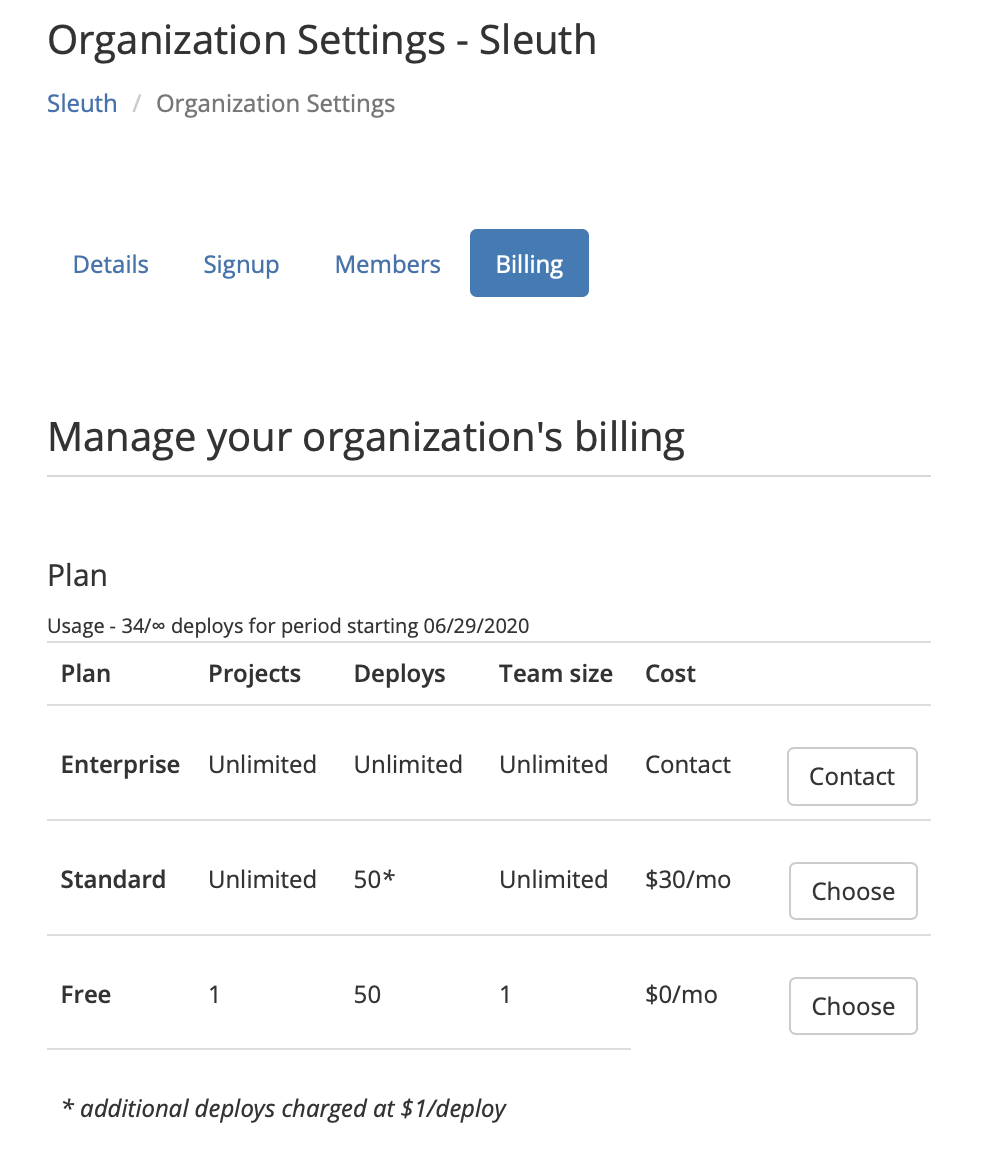 Organization Settings - Sleuth
Sleuth / Organization Settings
Details Signup Members Billing
Manage your organization's billing
Plan
Usage - 34/∞ deploys for period starting 06/29/2020
Plan Projects Deploys Team size Cost
Enterprise Unlimited Unlimited Unlimited Contact Contact
Standard Unlimited 50* Unlimited $30/mo Choose
Free 1 50 1 $0/mo Choose
* additional deploys charged at $1/deploy